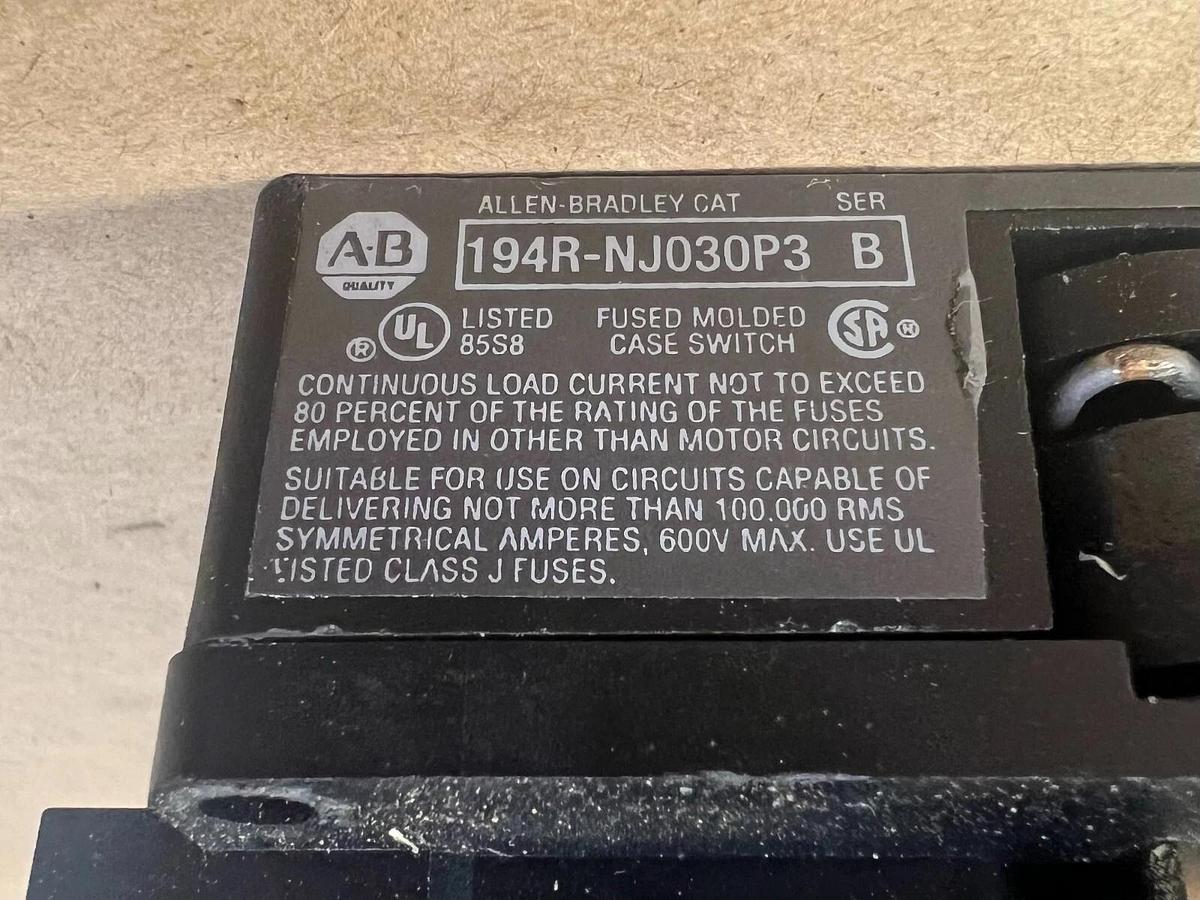 ALLEN-BRADLEY CAT SER
A-B
QUALITY
194R-NJ030P3 B
® UL LISTED FUSED MOLDED SA ®
85S8 CASE SWITCH
CONTINUOUS LOAD CURRENT NOT TO EXCEED
80 PERCENT OF THE RATING OF THE FUSES
EMPLOYED IN OTHER THAN MOTOR CIRCUITS.
SUITABLE FOR USE ON CIRCUITS CAPABLE OF
DELIVERING NOT MORE THAN 100,000 RMS
SYMMETRICAL AMPERES, 600V MAX. USE UL
LISTED CLASS J FUSES.